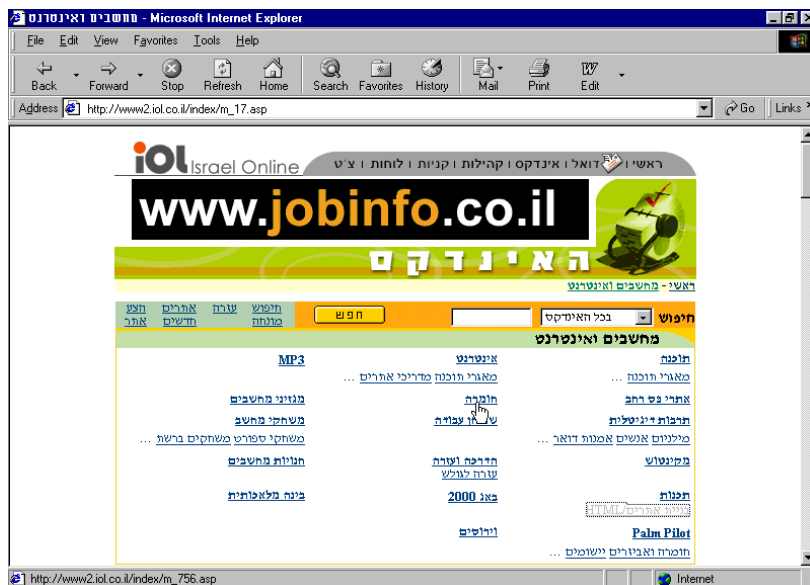 מחשבים ואינטרנט - Microsoft Internet Explorer
File Edit View Favorites Tools Help
Back Forward Stop Refresh Home Search Favorites History Mail Print Edit
Address http://www2.iol.co.il/index/m_17.asp Go Links
iOL Israel Online
ראשי | דואל | אינדקס | קהילות | קניות | לוחות | צ'ט
www.jobinfo.co.il
האינדקס
ראשי - מחשבים ואינטרנט
חיפוש בכל האינדקס חפש חיפוש מונחה עזרה אתרים חדשים הצע אתר
מחשבים ואינטרנט
תוכנה אינטרנט MP3
מאגרי תוכנה ... מאגרי תוכנה מדריכי אתרים ...
אתרי פס רחב חומרה מגזיני מחשבים
תרבות דיגיטלית עבודה משחקי מחשב
מילניום אנשים אמנות דואר ... משחקי ספורט משחקים ברשת ...
מקינטוש הדרכה ועזרה חנויות מחשבים
עזרה לגולש
תכנות באג 2000 בינה מלאכותית
בניית אתרים/HTML
Palm Pilot וירוסים
חומרה ואביזרים יישומים ...
http://www2.iol.co.il/index/m_756.asp Internet